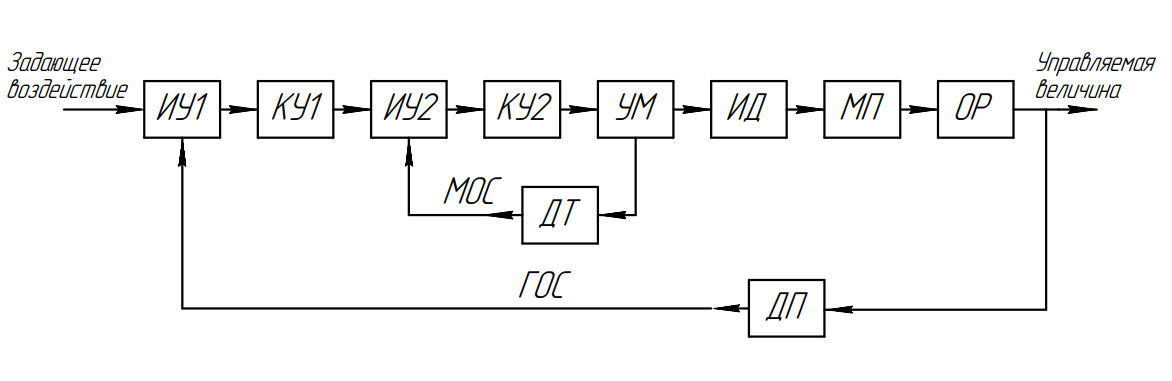 Задающее
воздействие
Управляемая
величина
ИУ1
КУ1
ИУ2
КУ2
УМ
ИД
МП
ОР
МОС
ДТ
ГОС
ДП